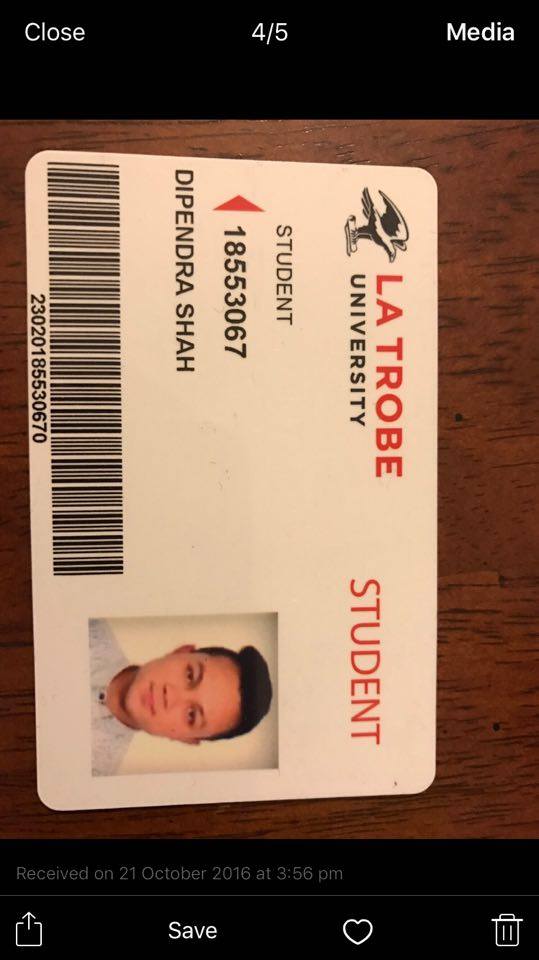 Close
4/5
Media
LA TROBE
UNIVERSITY
STUDENT
STUDENT
18553067
DIPENDRA SHAH
23020185530670
Received on 21 October 2016 at 3:56 pm
Save